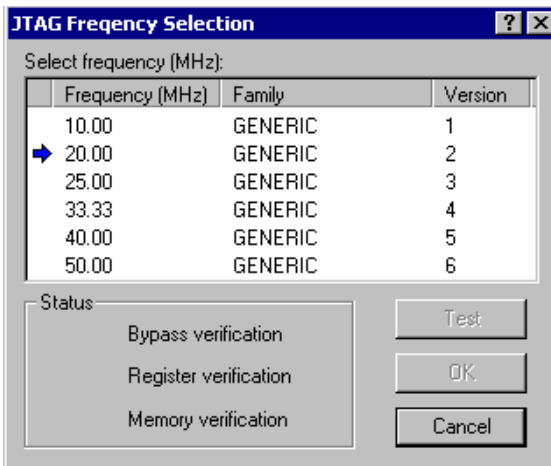 JTAG Freqency Selection
Select frequency (MHz):
Frequency (MHz) Family Version
10.00 GENERIC 1
20.00 GENERIC 2
25.00 GENERIC 3
33.33 GENERIC 4
40.00 GENERIC 5
50.00 GENERIC 6
Status
Bypass verification
Register verification
Memory verification
Test
OK
Cancel